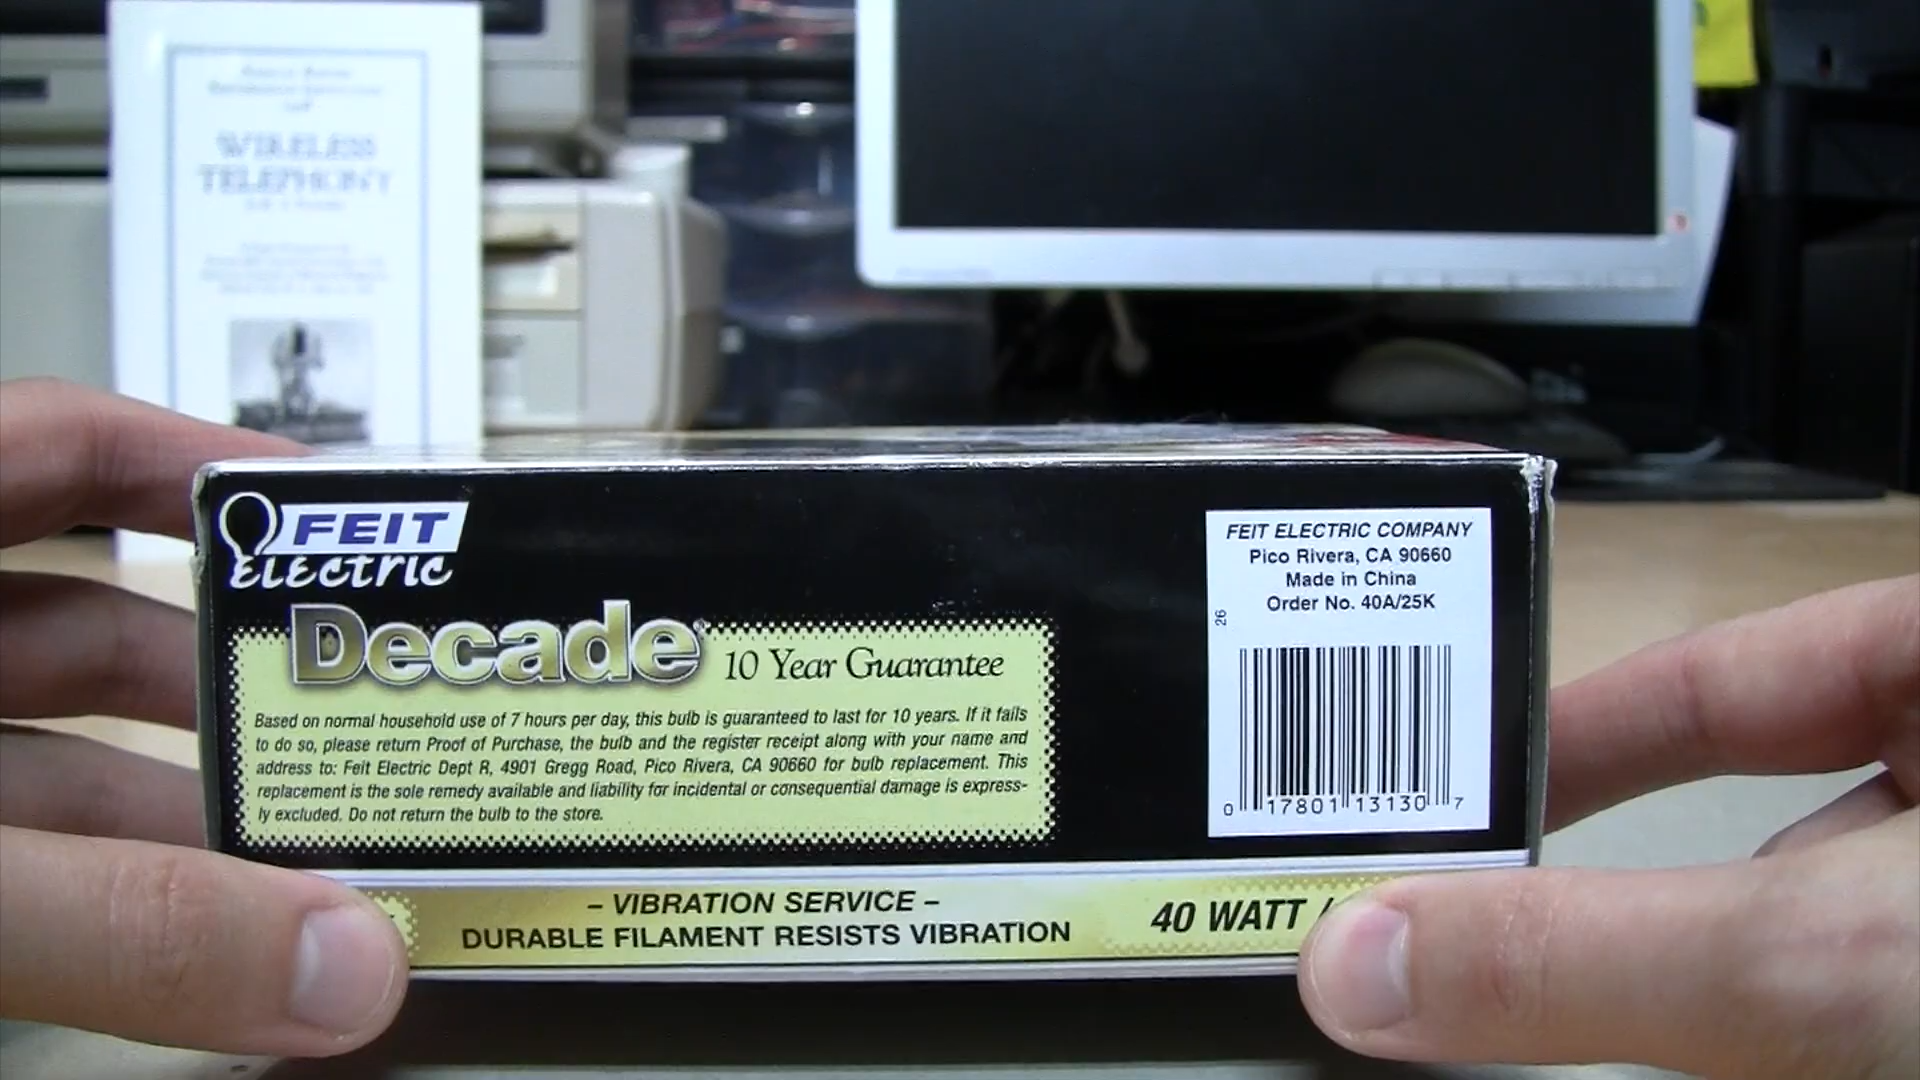 WIRELESS
TELEPHONY
FEIT
ELECTRIC
Decade 10 Year Guarantee
Based on normal household use of 7 hours per day, this bulb is guaranteed to last for 10 years. If it fails
to do so, please return Proof of Purchase, the bulb and the register receipt along with your name and
address to: Feit Electric Dept R, 4901 Gregg Road, Pico Rivera, CA 90660 for bulb replacement. This
replacement is the sole remedy available and liability for incidental or consequential damage is express-
ly excluded. Do not return the bulb to the store.
FEIT ELECTRIC COMPANY
Pico Rivera, CA 90660
Made in China
Order No. 40A/25K
26
0 17801 13130 7
– VIBRATION SERVICE –
DURABLE FILAMENT RESISTS VIBRATION
40 WATT /